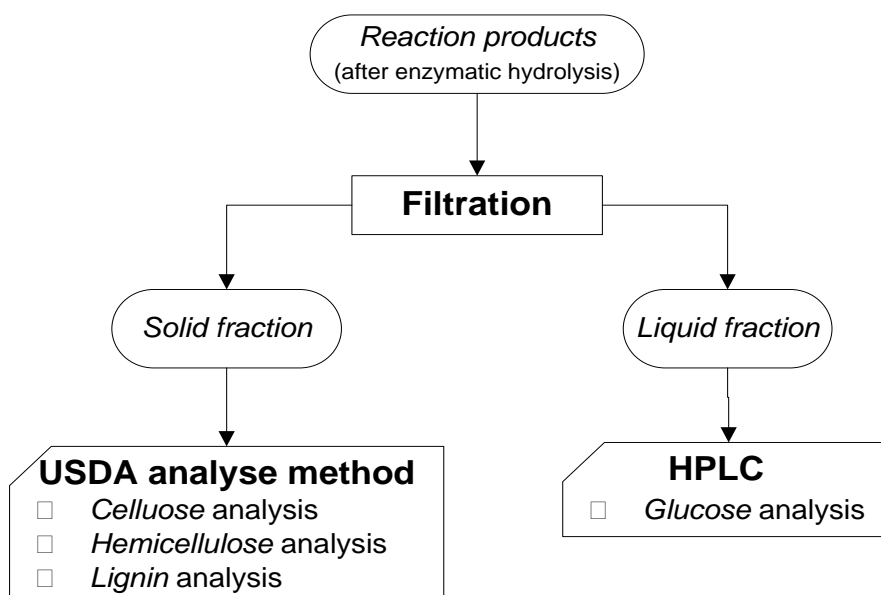 Reaction products
(after enzymatic hydrolysis)
Filtration
Solid fraction
Liquid fraction
USDA analyse method
Celluose analysis
Hemicellulose analysis
Lignin analysis
HPLC
Glucose analysis